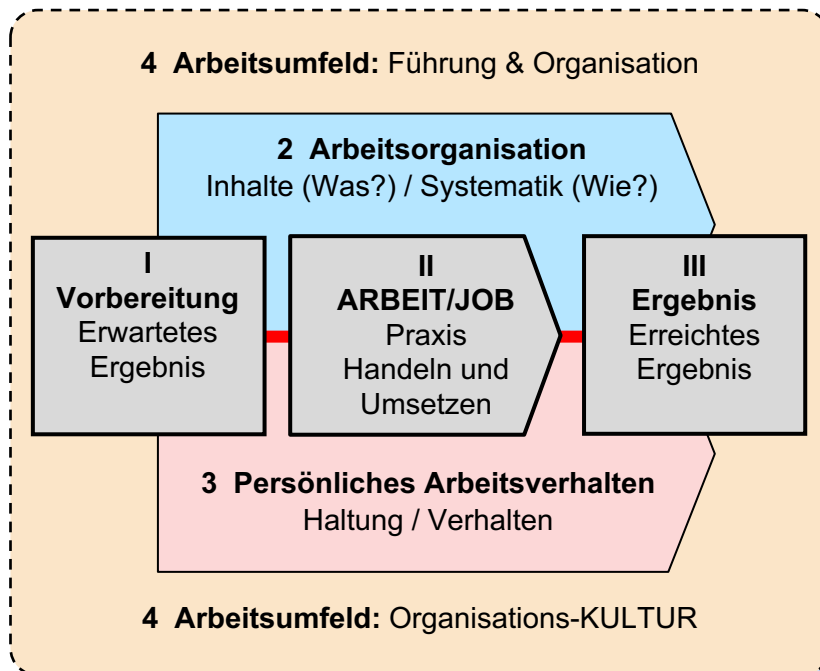 4 Arbeitsumfeld: Führung & Organisation
2 Arbeitsorganisation
Inhalte (Was?) / Systematik (Wie?)
I
Vorbereitung
Erwartetes
Ergebnis
II
ARBEIT/JOB
Praxis
Handeln und
Umsetzen
III
Ergebnis
Erreichtes
Ergebnis
3 Persönliches Arbeitsverhalten
Haltung / Verhalten
4 Arbeitsumfeld: Organisations-KULTUR